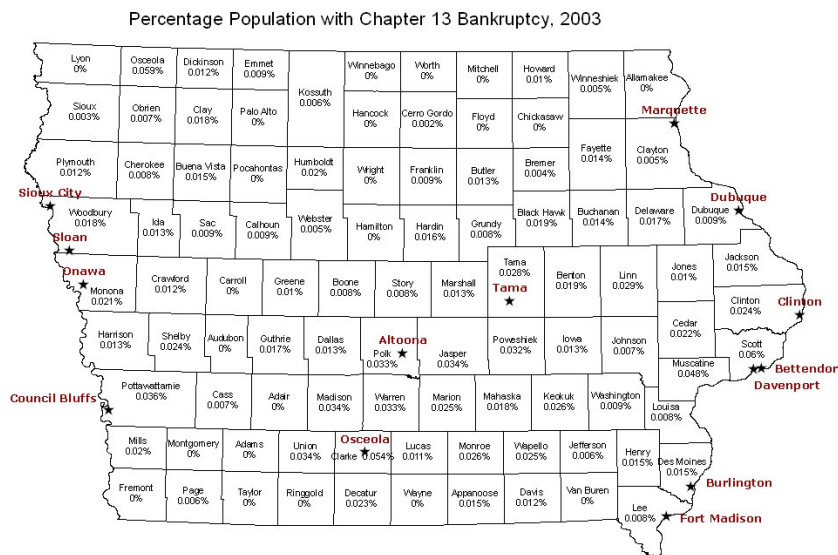 Percentage Population with Chapter 13 Bankruptcy, 2003
Lyon
0%
Osceola
0.059%
Dickinson
0.012%
Emmet
0.009%
Kossuth
0.006%
Winnebago
0%
Worth
0%
Mitchell
0%
Howard
0.01%
Winneshiek
0.005%
Allamakee
0%
Sioux
0.003%
Obrien
0.007%
Clay
0.018%
Palo Alto
0%
Hancock
0%
Cerro Gordo
0.002%
Floyd
0%
Chickasaw
0%
Marquette
Plymouth
0.012%
Cherokee
0.008%
Buena Vista
0.015%
Pocahontas
0%
Humboldt
0.02%
Wright
0%
Franklin
0.009%
Butler
0.013%
Bremer
0.004%
Fayette
0.014%
Clayton
0.005%
Sioux City
Woodbury
0.018%
Ida
0.013%
Sac
0.009%
Calhoun
0.009%
Webster
0.005%
Hamilton
0%
Hardin
0.016%
Grundy
0.008%
Black Hawk
0.019%
Buchanan
0.014%
Delaware
0.017%
Dubuque
0.009%
Dubuque
Sloan
Onawa
Monona
0.021%
Crawford
0.012%
Carroll
0%
Greene
0.01%
Boone
0.008%
Story
0.008%
Marshall
0.013%
Tama
0.028%
Tama
Benton
0.019%
Linn
0.029%
Jones
0.01%
Jackson
0.015%
Clinton
0.024%
Clinton
Harrison
0.013%
Shelby
0.024%
Audubon
0%
Guthrie
0.017%
Dallas
0.013%
Altoona
Polk
0.033%
Jasper
0.034%
Poweshiek
0.032%
Iowa
0.013%
Johnson
0.007%
Cedar
0.022%
Scott
0.06%
Muscatine
0.048%
Bettendorf
Davenport
Council Bluffs
Pottawattamie
0.036%
Cass
0.007%
Adair
0%
Madison
0.034%
Warren
0.033%
Marion
0.025%
Mahaska
0.018%
Keokuk
0.026%
Washington
0.009%
Louisa
0.008%
Mills
0.02%
Montgomery
0%
Adams
0%
Union
0.034%
Osceola
Clarke 0.054%
Lucas
0.011%
Monroe
0.026%
Wapello
0.025%
Jefferson
0.006%
Henry
0.015%
Des Moines
0.015%
Burlington
Fremont
0%
Page
0.006%
Taylor
0%
Ringgold
0%
Decatur
0.023%
Wayne
0%
Appanoose
0.015%
Davis
0.012%
Van Buren
0%
Lee
0.008%
Fort Madison